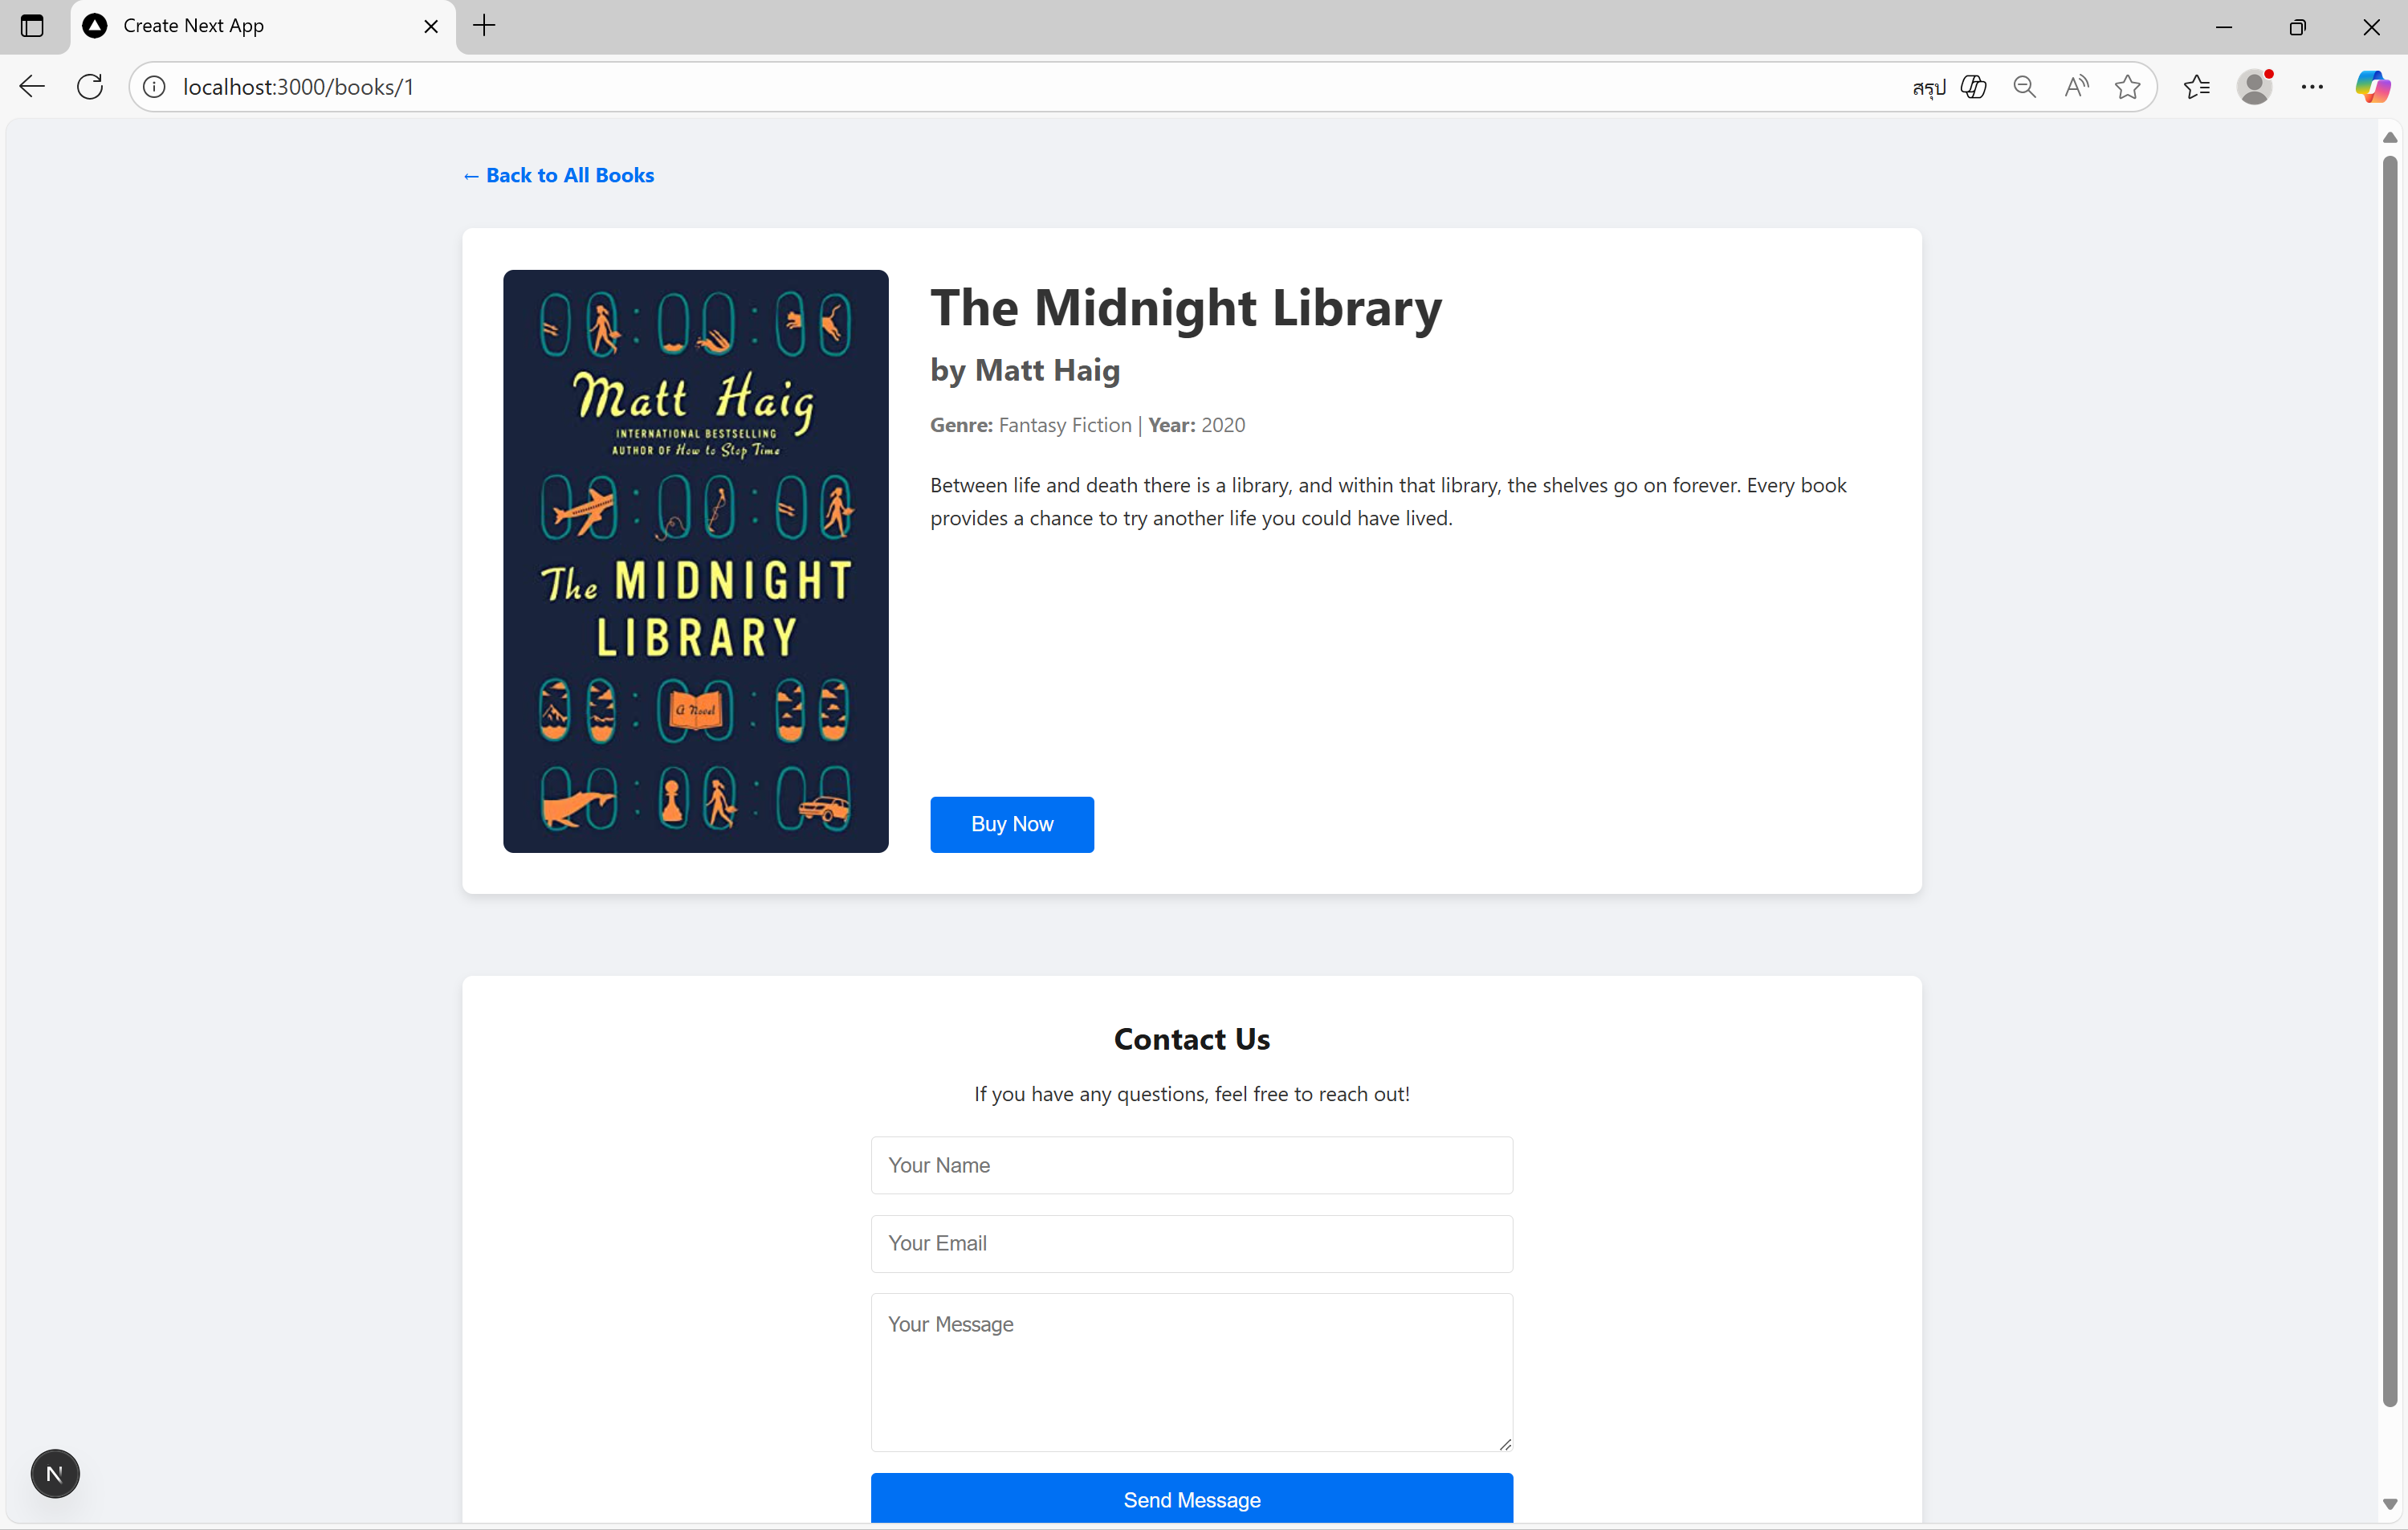 Create Next App
localhost:3000/books/1
สรุป
← Back to All Books
Matt Haig
INTERNATIONAL BESTSELLING
AUTHOR OF How to Stop Time
The MIDNIGHT
LIBRARY
A Novel
The Midnight Library
by Matt Haig
Genre: Fantasy Fiction | Year: 2020
Between life and death there is a library, and within that library, the shelves go on forever. Every book
provides a chance to try another life you could have lived.
Buy Now
Contact Us
If you have any questions, feel free to reach out!
Your Name
Your Email
Your Message
N
Send Message